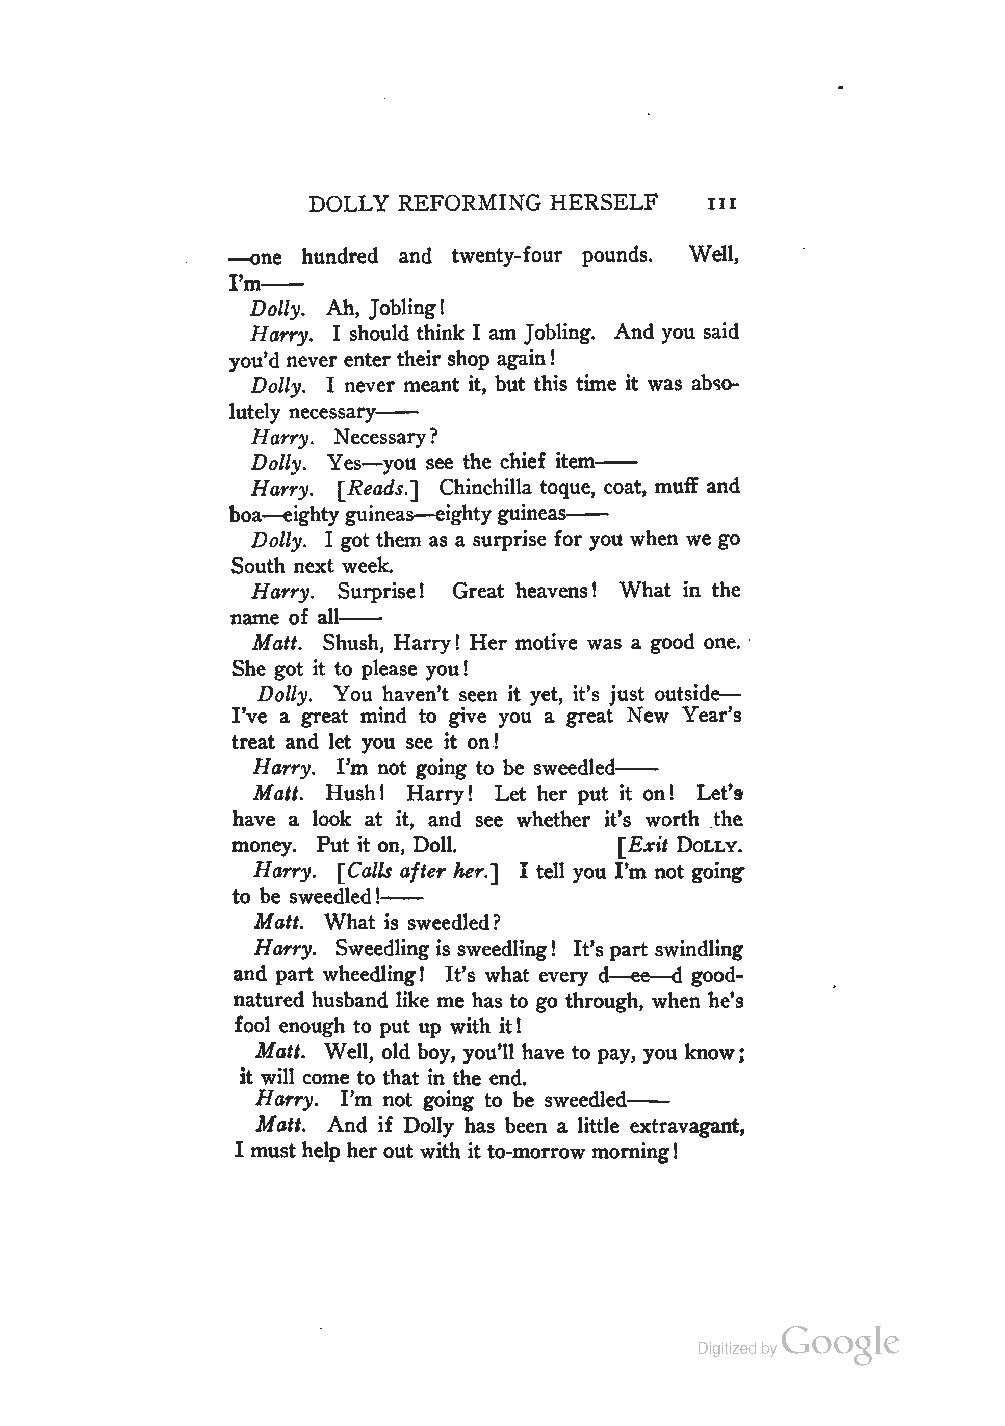 DOLLY REFORMING HERSELF 111
—one hundred and twenty-four pounds. Well,
I'm——
Dolly. Ah, Jobling!
Harry. I should think I am Jobling. And you said
you'd never enter their shop again!
Dolly. I never meant it, but this time it was abso-
lutely necessary——
Harry. Necessary?
Dolly. Yes—you see the chief item——
Harry. [Reads.] Chinchilla toque, coat, muff and
boa—eighty guineas—eighty guineas——
Dolly. I got them as a surprise for you when we go
South next week.
Harry. Surprise! Great heavens! What in the
name of all——
Matt. Shush, Harry! Her motive was a good one.
She got it to please you!
Dolly. You haven't seen it yet, it's just outside—
I've a great mind to give you a great New Year's
treat and let you see it on!
Harry. I'm not going to be sweedled——
Matt. Hush! Harry! Let her put it on! Let's
have a look at it, and see whether it's worth the
money. Put it on, Doll. [Exit DOLLY.
Harry. [Calls after her.] I tell you I'm not going
to be sweedled!——
Matt. What is sweedled?
Harry. Sweedling is sweedling! It's part swindling
and part wheedling! It's what every d—ee—d good-
natured husband like me has to go through, when he's
fool enough to put up with it!
Matt. Well, old boy, you'll have to pay, you know;
it will come to that in the end.
Harry. I'm not going to be sweedled——
Matt. And if Dolly has been a little extravagant,
I must help her out with it to-morrow morning!
Digitized by Google